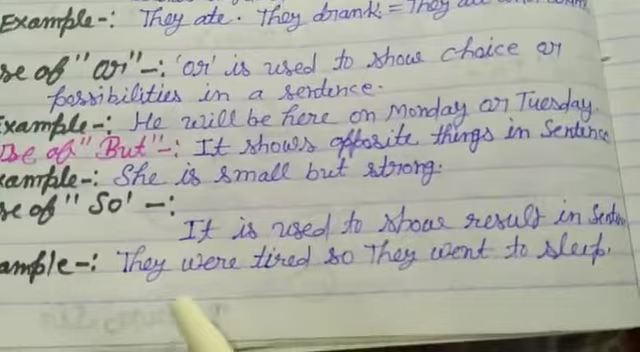 Example-: They ate. They drank = They
se of "or"-: 'or' is used to show choice or
possibilities in a sentence.
Example-: He will be here on Monday or Tuesday.
Use of "But"-: It shows opposite things in Sentence
xample-: She is small but strong.
se of "So' -:
It is used to show result in Senten
ample-: They were tired so They went to sleep.